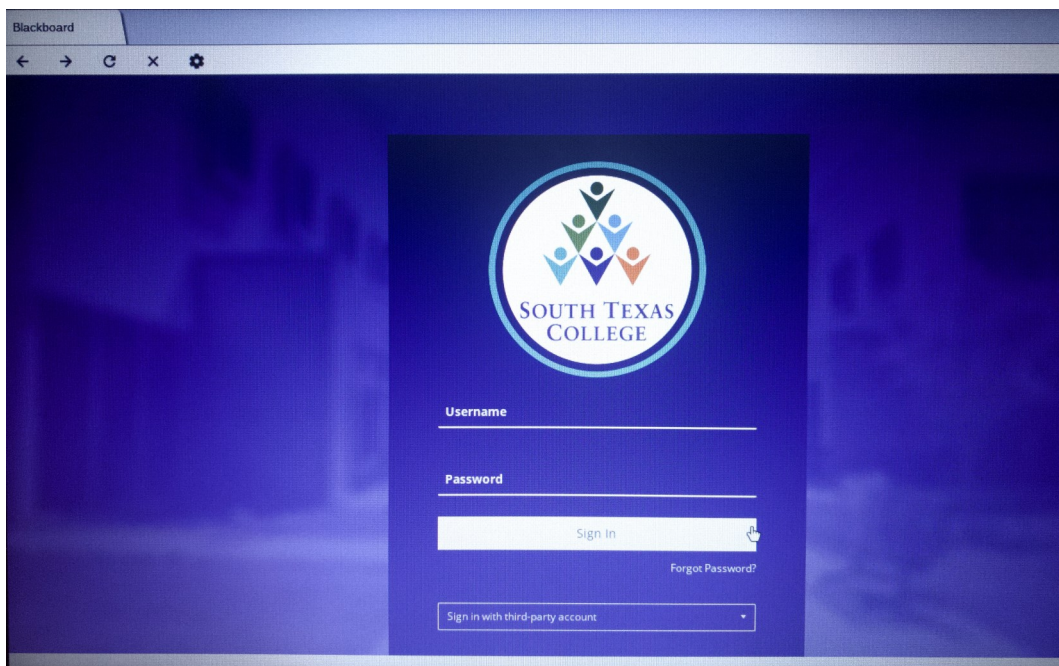 Blackboard
SOUTH TEXAS
COLLEGE
Username
Password
Sign In
Forgot Password?
Sign in with third-party account